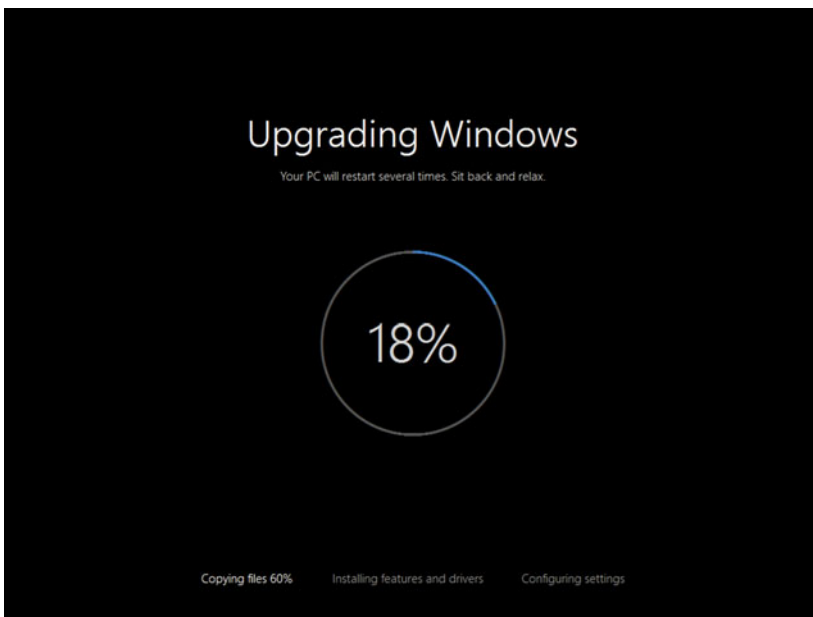 Upgrading Windows
Your PC will restart several times. Sit back and relax.
18%
Copying files 60% Installing features and drivers Configuring settings